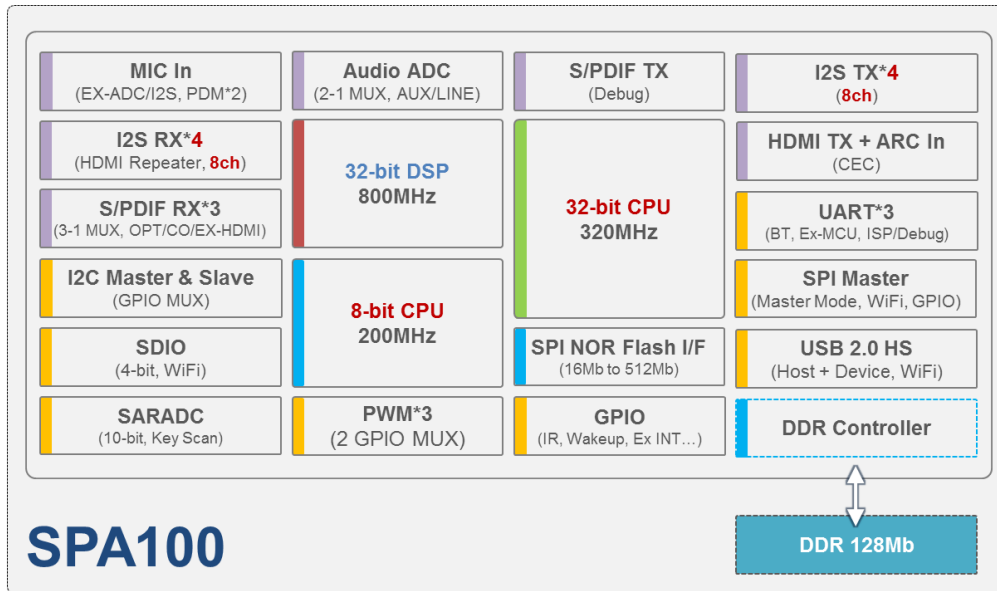 MIC In
(EX-ADC/I2S, PDM*2)
Audio ADC
(2-1 MUX, AUX/LINE)
S/PDIF TX
(Debug)
I2S TX*4
(8ch)
I2S RX*4
(HDMI Repeater, 8ch)
32-bit DSP
800MHz
32-bit CPU
320MHz
HDMI TX + ARC In
(CEC)
S/PDIF RX*3
(3-1 MUX, OPT/CO/EX-HDMI)
UART*3
(BT, Ex-MCU, ISP/Debug)
I2C Master & Slave
(GPIO MUX)
8-bit CPU
200MHz
SPI Master
(Master Mode, WiFi, GPIO)
SDIO
(4-bit, WiFi)
SPI NOR Flash I/F
(16Mb to 512Mb)
USB 2.0 HS
(Host + Device, WiFi)
SARADC
(10-bit, Key Scan)
PWM*3
(2 GPIO MUX)
GPIO
(IR, Wakeup, Ex INT…)
DDR Controller
SPA100
DDR 128Mb